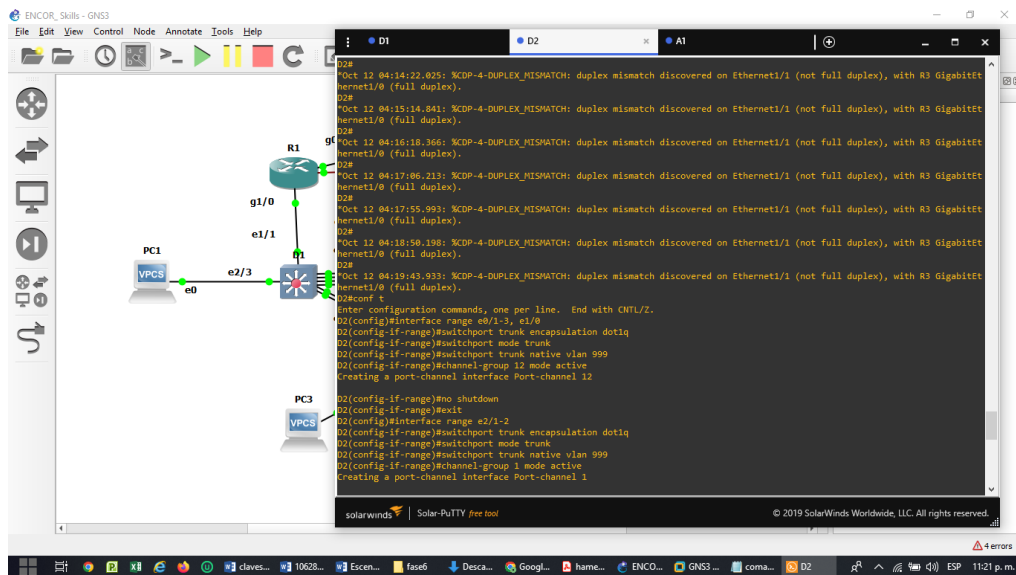 ENCOR_Skills - GNS3
File Edit View Control Node Annotate Tools Help
D1
D2
A1
D2#
*Oct 12 04:14:22.025: %CDP-4-DUPLEX_MISMATCH: duplex mismatch discovered on Ethernet1/1 (not full duplex), with R3 GigabitEt
hernet1/0 (full duplex).
D2#
*Oct 12 04:15:14.841: %CDP-4-DUPLEX_MISMATCH: duplex mismatch discovered on Ethernet1/1 (not full duplex), with R3 GigabitEt
hernet1/0 (full duplex).
D2#
*Oct 12 04:16:18.366: %CDP-4-DUPLEX_MISMATCH: duplex mismatch discovered on Ethernet1/1 (not full duplex), with R3 GigabitEt
hernet1/0 (full duplex).
D2#
*Oct 12 04:17:06.213: %CDP-4-DUPLEX_MISMATCH: duplex mismatch discovered on Ethernet1/1 (not full duplex), with R3 GigabitEt
hernet1/0 (full duplex).
D2#
*Oct 12 04:17:55.993: %CDP-4-DUPLEX_MISMATCH: duplex mismatch discovered on Ethernet1/1 (not full duplex), with R3 GigabitEt
hernet1/0 (full duplex).
D2#
*Oct 12 04:18:50.198: %CDP-4-DUPLEX_MISMATCH: duplex mismatch discovered on Ethernet1/1 (not full duplex), with R3 GigabitEt
hernet1/0 (full duplex).
D2#
*Oct 12 04:19:43.933: %CDP-4-DUPLEX_MISMATCH: duplex mismatch discovered on Ethernet1/1 (not full duplex), with R3 GigabitEt
hernet1/0 (full duplex).
D2#conf t
Enter configuration commands, one per line. End with CNTL/Z.
D2(config)#interface range e0/1-3, e1/0
D2(config-if-range)#switchport trunk encapsulation dot1q
D2(config-if-range)#switchport mode trunk
D2(config-if-range)#switchport trunk native vlan 999
D2(config-if-range)#channel-group 12 mode active
Creating a port-channel interface Port-channel 12
D2(config-if-range)#no shutdown
D2(config-if-range)#exit
D2(config)#interface range e2/1-2
D2(config-if-range)#switchport trunk encapsulation dot1q
D2(config-if-range)#switchport mode trunk
D2(config-if-range)#switchport trunk native vlan 999
D2(config-if-range)#channel-group 1 mode active
Creating a port-channel interface Port-channel 1
solarwinds Solar-PuTTY free tool
© 2019 SolarWinds Worldwide, LLC. All rights reserved.
R1
g1/0
e1/1
D1
PC1
VPCS
e2/3
e0
PC3
VPCS
4 errors
claves...
10628...
Escen...
fase6
Desca...
Googl...
hame...
ENCO...
GNS3 ...
coma...
D2
ESP
11:21 p. m.